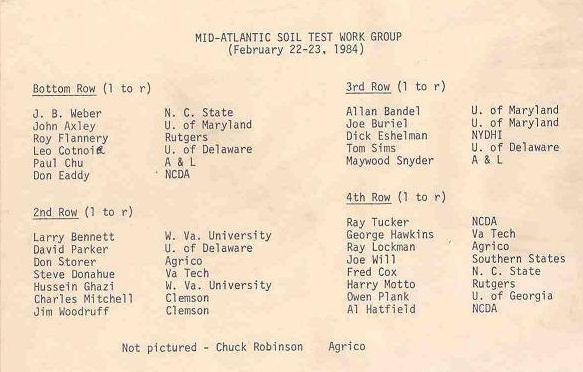 MID-ATLANTIC SOIL TEST WORK GROUP
(February 22-23, 1984)
Bottom Row (l to r)
J. B. Weber N. C. State
John Axley U. of Maryland
Roy Flannery Rutgers
Leo Cotnoir U. of Delaware
Paul Chu A & L
Don Eaddy NCDA
2nd Row (l to r)
Larry Bennett W. Va. University
David Parker U. of Delaware
Don Storer Agrico
Steve Donahue Va Tech
Hussein Ghazi W. Va. University
Charles Mitchell Clemson
Jim Woodruff Clemson
3rd Row (l to r)
Allan Bandel U. of Maryland
Joe Buriel U. of Maryland
Dick Eshelman NYDHI
Tom Sims U. of Delaware
Maywood Snyder A & L
4th Row (l to r)
Ray Tucker NCDA
George Hawkins Va Tech
Ray Lockman Agrico
Joe Will Southern States
Fred Cox N. C. State
Harry Motto Rutgers
Owen Plank U. of Georgia
Al Hatfield NCDA
Not pictured - Chuck Robinson Agrico